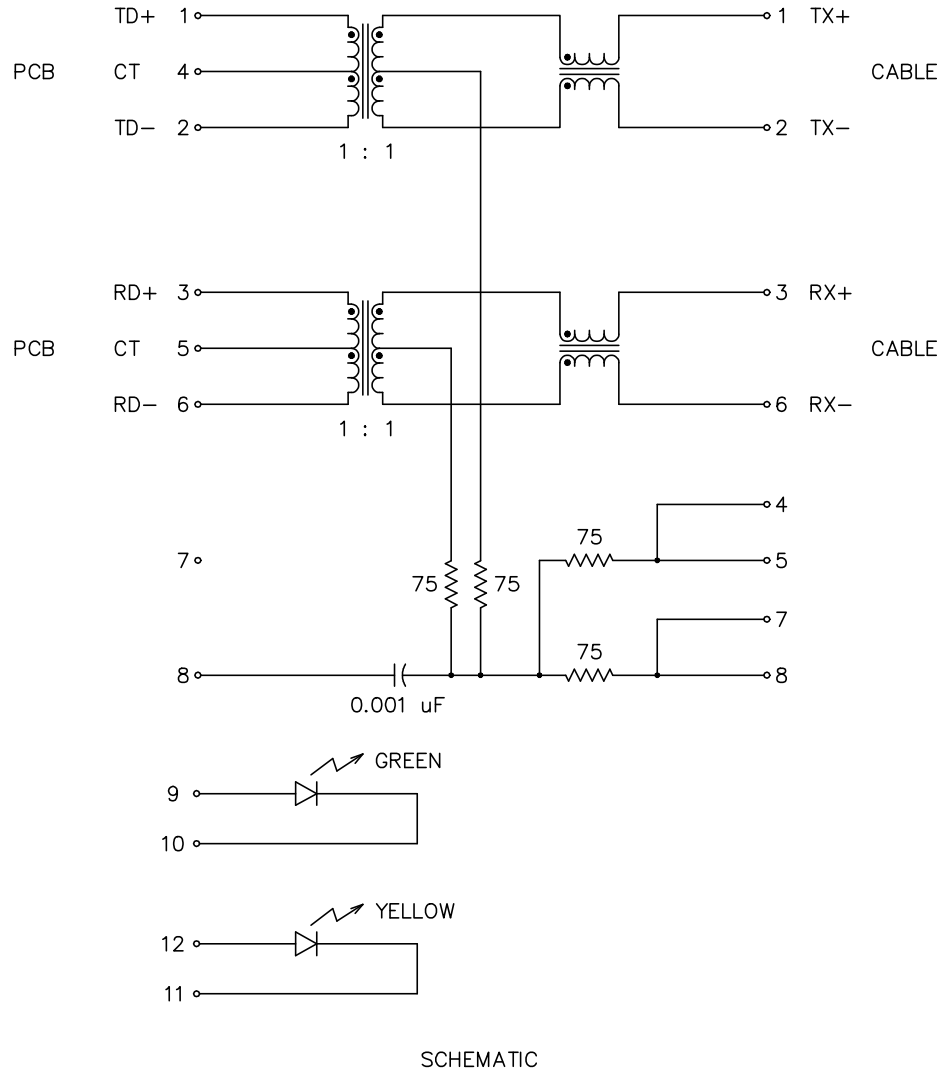 TD+ 1 1 TX+
PCB CT 4 CABLE
TD- 2 2 TX-
1 : 1
RD+ 3 3 RX+
PCB CT 5 CABLE
RD- 6 6 RX-
1 : 1
4
75
7 5
75 75
7
75
8 8
0.001 uF
GREEN
9
10
YELLOW
12
11
SCHEMATIC